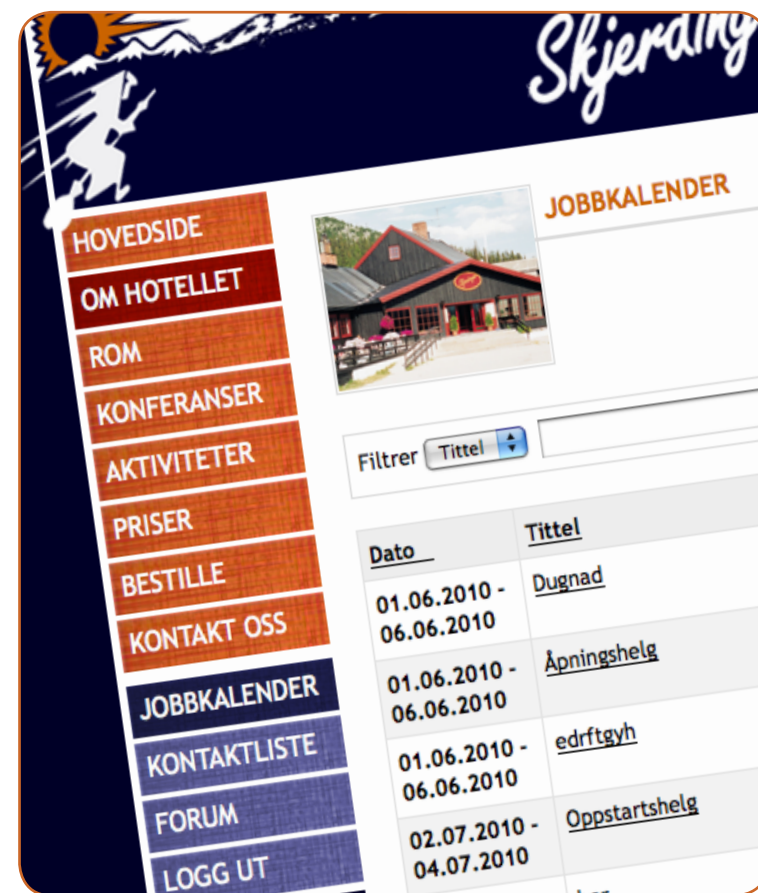 Skjerding
JOBBKALENDER
HOVEDSIDE
OM HOTELLET
ROM
KONFERANSER
AKTIVITETER
PRISER
BESTILLE
KONTAKT OSS
JOBBKALENDER
KONTAKTLISTE
FORUM
LOGG UT
Filtrer Tittel
Dato Tittel
01.06.2010 - Dugnad
06.06.2010
01.06.2010 - Åpningshelg
06.06.2010
01.06.2010 - edrftgyh
06.06.2010
02.07.2010 - Oppstartshelg
04.07.2010